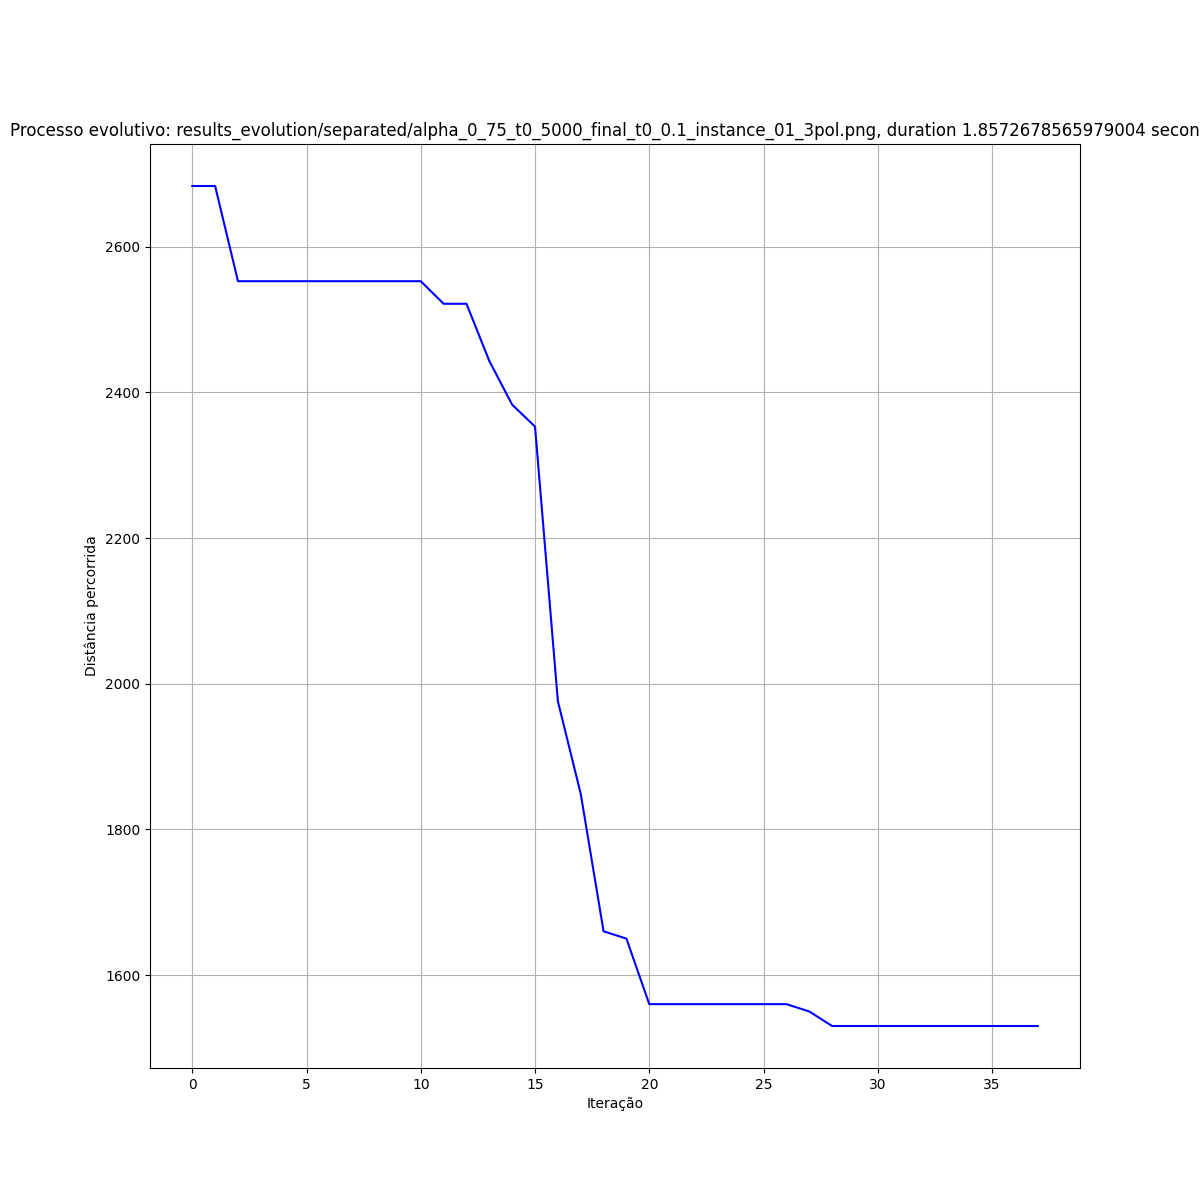 Processo evolutivo: results_evolution/separated/alpha_0_75_t0_5000_final_t0_0.1_instance_01_3pol.png, duration 1.8572678565979004 secon
2600
2400
2200
2000
1800
1600
Distância percorrida
0 5 10 15 20 25 30 35
Iteração